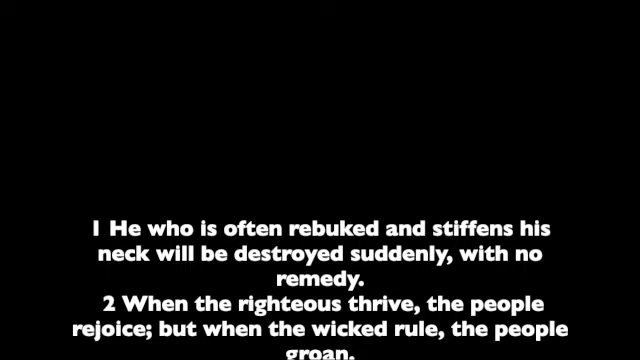 1 He who is often rebuked and stiffens his
neck will be destroyed suddenly, with no
remedy.
2 When the righteous thrive, the people
rejoice; but when the wicked rule, the people
groan.